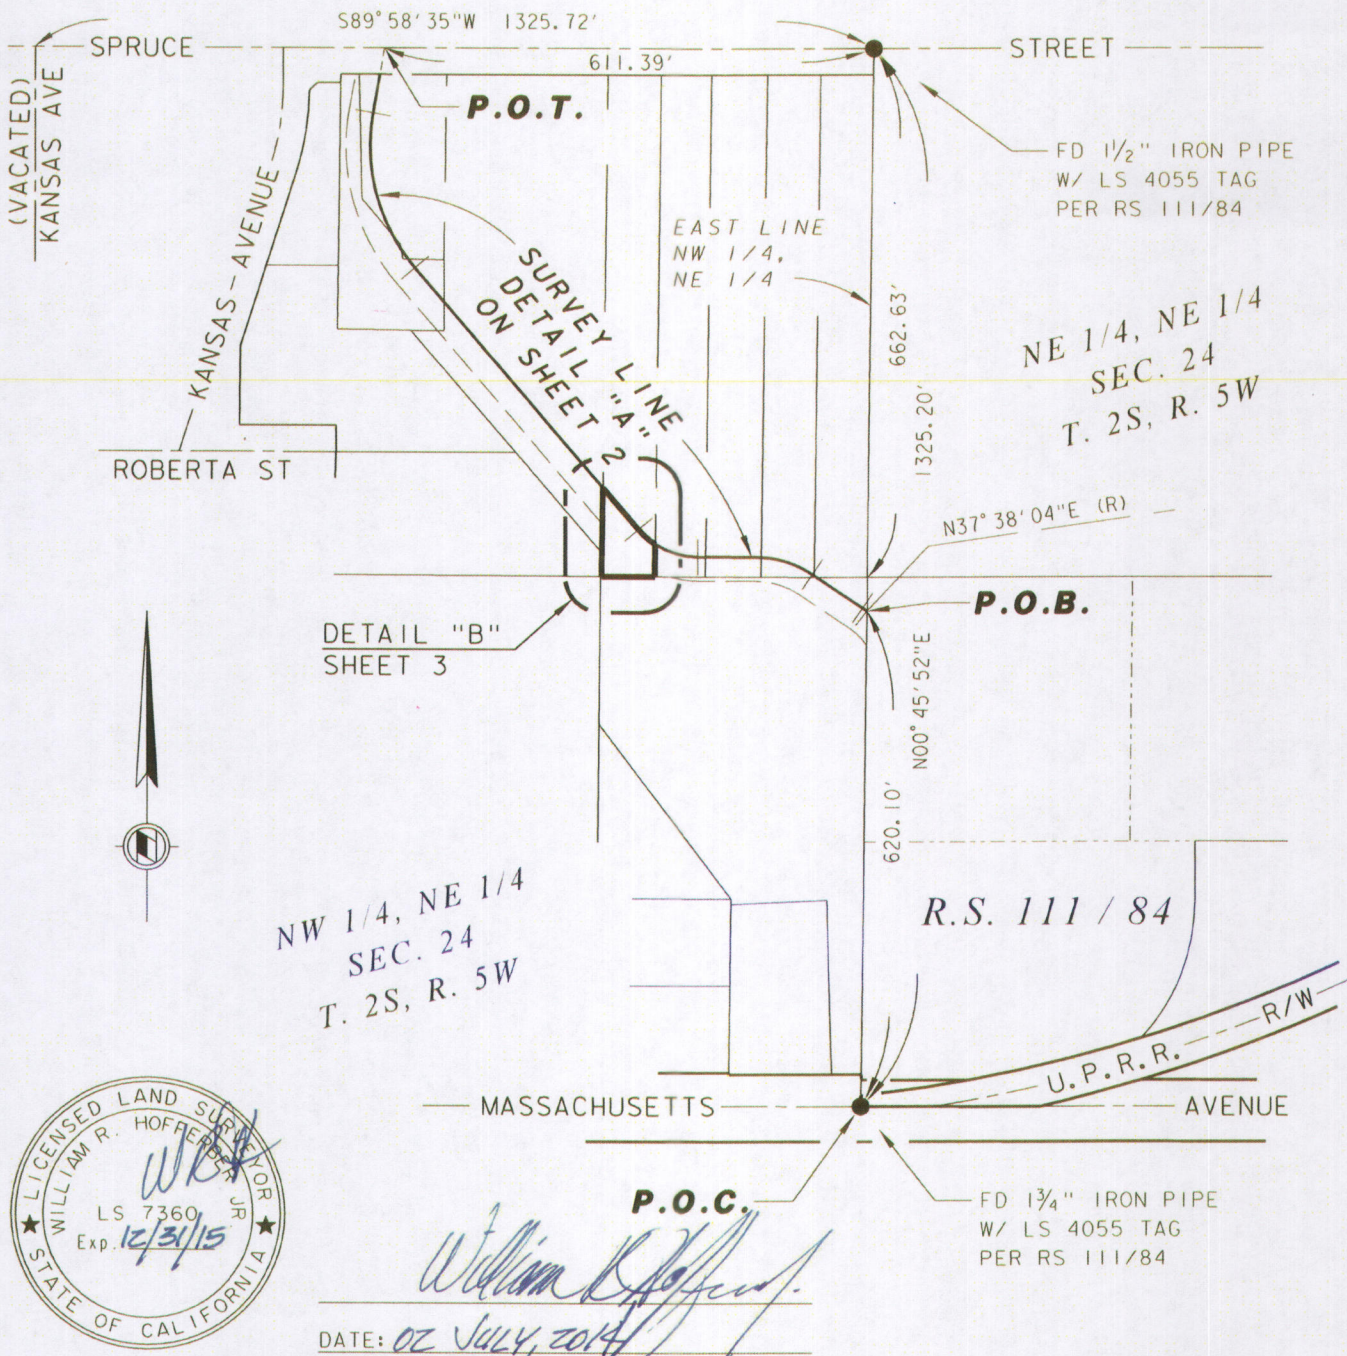 S89°58'35"W 1325.72'
SPRUCE
STREET
611.39'
(VACATED)
KANSAS AVE
P.O.T.
FD 1½" IRON PIPE
W/ LS 4055 TAG
PER RS 111/84
KANSAS AVENUE
EAST LINE
NW 1/4,
NE 1/4
SURVEY LINE
DETAIL "A"
ON SHEET 2
662.63'
1325.20'
NE 1/4, NE 1/4
SEC. 24
T. 2S, R. 5W
ROBERTA ST
N37°38'04"E (R)
P.O.B.
DETAIL "B"
SHEET 3
N00°45'52"E
620.10'
NW 1/4, NE 1/4
SEC. 24
T. 2S, R. 5W
R.S. 111 / 84
U.P.R.R. R/W
MASSACHUSETTS
AVENUE
P.O.C.
FD 1¾" IRON PIPE
W/ LS 4055 TAG
PER RS 111/84
LICENSED LAND SURVEYOR
WILLIAM R. HOFFERBER JR
LS 7360
Exp. 12/31/15
STATE OF CALIFORNIA
DATE: 02 JULY, 2014